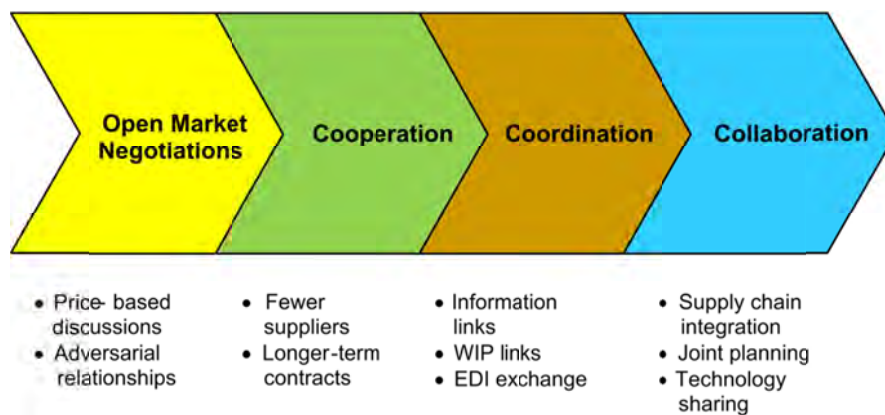 Open Market
Negotiations
Cooperation
Coordination
Collaboration
• Price- based
discussions
• Adversarial
relationships
• Fewer
suppliers
• Longer-term
contracts
• Information
links
• WIP links
• EDI exchange
• Supply chain
integration
• Joint planning
• Technology
sharing